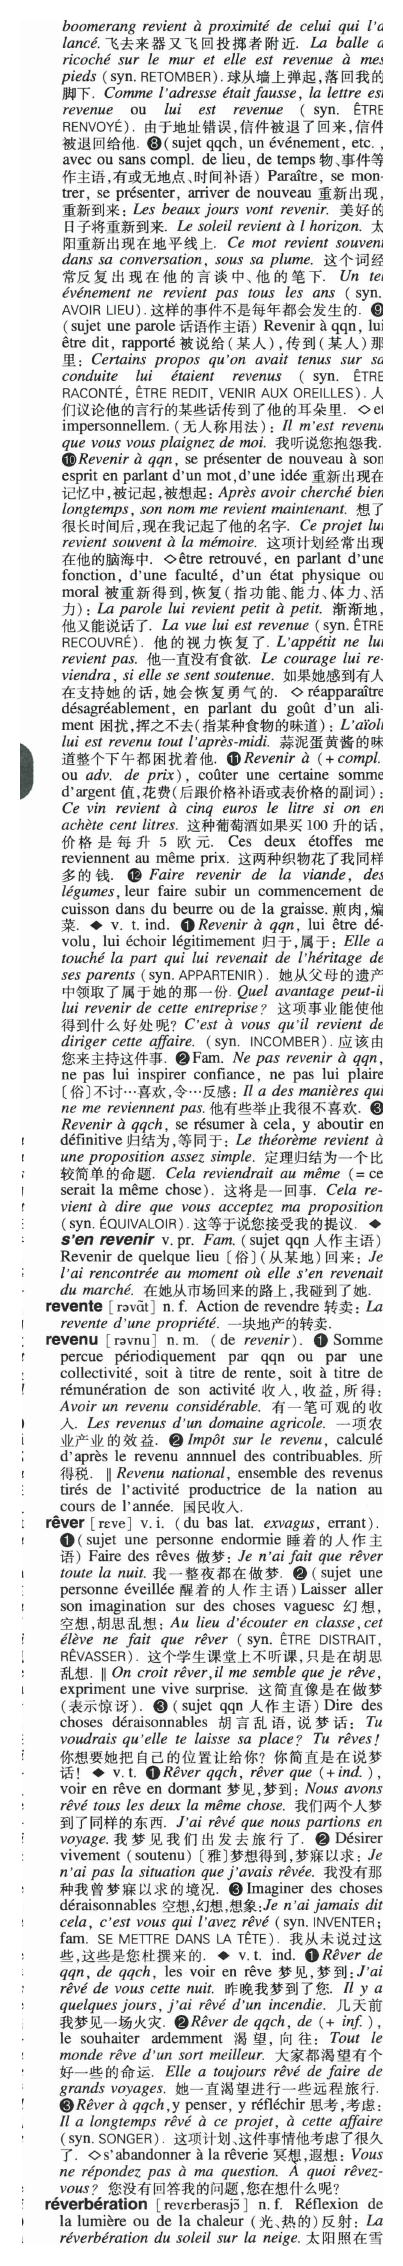 boomerang revient à proximité de celui qui l'a
lancé. 飞去来器又飞回投掷者附近. La balle a
ricoché sur le mur et elle est revenue à mes
pieds (syn. RETOMBER). 球从墙上弹起,落回我的
脚下. Comme l'adresse était fausse, la lettre est
revenue ou lui est revenue ( syn. ÊTRE
RENVOYÉ). 由于地址错误,信件被退了回来,信件
被退回给他. ❽(sujet qqch, un événement, etc. ,
avec ou sans compl. de lieu, de temps 物、事件等
作主语,有或无地点、时间补语) Paraître, se mon-
trer, se présenter, arriver de nouveau 重新出现,
重新到来: Les beaux jours vont revenir. 美好的
日子将重新到来. Le soleil revient à l horizon. 太
阳重新出现在地平线上. Ce mot revient souvent
dans sa conversation, sous sa plume. 这个词经
常反复出现在他的言谈中、他的笔下. Un tel
événement ne revient pas tous les ans ( syn.
AVOIR LIEU). 这样的事件不是每年都会发生的. ❾
(sujet une parole 话语作主语) Revenir à qqn, lui
être dit, rapporté 被说给(某人),传到(某人)那
里: Certains propos qu'on avait tenus sur sa
conduite lui étaient revenus ( syn. ÊTRE
RACONTÉ, ÊTRE REDIT, VENIR AUX OREILLES). 人
们议论他的言行的某些话传到了他的耳朵里. ◇et
impersonnellem. (无人称用法): Il m'est revenu
que vous vous plaignez de moi. 我听说您抱怨我.
❿Revenir à qqn, se présenter de nouveau à son
esprit en parlant d'un mot,d'une idée 重新出现在
记忆中,被记起,被想起: Après avoir cherché bien
longtemps, son nom me revient maintenant. 想了
很长时间后,现在我记起了他的名字. Ce projet lui
revient souvent à la mémoire. 这项计划经常出现
在他的脑海中. ◇être retrouvé, en parlant d'une
fonction, d'une faculté, d'un état physique ou
moral 被重新得到,恢复(指功能、能力、体力、活
力): La parole lui revient petit à petit. 渐渐地,
他又能说话了. La vue lui est revenue (syn. ÊTRE
RECOUVRÉ). 他的视力恢复了. L'appétit ne lui
revient pas. 他一直没有食欲. Le courage lui re-
viendra, si elle se sent soutenue. 如果她感到有人
在支持她的话,她会恢复勇气的. ◇ réapparaître
désagréablement, en parlant du goût d'un ali-
ment 困扰,挥之不去(指某种食物的味道): L'aïoli
lui est revenu tout l'après-midi. 蒜泥蛋黄酱的味
道整个下午都困扰着他. ⓫Revenir à (+compl.
ou adv. de prix), coûter une certaine somme
d'argent 值,花费(后跟价格补语或表价格的副词):
Ce vin revient à cinq euros le litre si on en
achète cent litres. 这种葡萄酒如果买100 升的话,
价格是每升 5 欧元. Ces deux étoffes me
reviennent au même prix. 这两种织物花了我同样
多的钱. ⓬ Faire revenir de la viande, des
légumes, leur faire subir un commencement de
cuisson dans du beurre ou de la graisse. 煎肉,煸
菜. ◆ v. t. ind. ❶Revenir à qqn, lui être dé-
volu, lui échoir légitimement 归于,属于: Elle a
touché la part qui lui revenait de l'héritage de
ses parents (syn. APPARTENIR). 她从父母的遗产
中领取了属于她的那一份. Quel avantage peut-il
lui revenir de cette entreprise? 这项事业能使他
得到什么好处呢? C'est à vous qu'il revient de
diriger cette affaire. (syn. INCOMBER). 应该由
您来主持这件事. ❷Fam. Ne pas revenir à qqn,
ne pas lui inspirer confiance, ne pas lui plaire
〔俗〕不讨…喜欢,令…反感: Il a des manières qui
ne me reviennent pas. 他有些举止我很不喜欢. ❸
Revenir à qqch, se résumer à cela, y aboutir en
définitive 归结为,等同于: Le théorème revient à
une proposition assez simple. 定理归结为一个比
较简单的命题. Cela reviendrait au même (= ce
serait la même chose). 这将是一回事. Cela re-
vient à dire que vous acceptez ma proposition
(syn. ÉQUIVALOIR). 这等于说您接受我的提议. ◆
s'en revenir v. pr. Fam. (sujet qqn 人作主语)
Revenir de quelque lieu 〔俗〕(从某地)回来: Je
l'ai rencontrée au moment où elle s'en revenait
du marché. 在她从市场回来的路上,我碰到了她.
revente [rəvɑ̃t] n. f. Action de revendre 转卖: La
revente d'une propriété. 一块地产的转卖.
revenu [rəvnu] n. m. (de revenir). ❶ Somme
percue périodiquement par qqn ou par une
collectivité, soit à titre de rente, soit à titre de
rémunération de son activité 收入,收益,所得:
Avoir un revenu considérable. 有一笔可观的收
入. Les revenus d'un domaine agricole. 一项农
业产业的效益. ❷ Impôt sur le revenu, calculé
d'après le revenu annnuel des contribuables. 所
得税. ‖ Revenu national, ensemble des revenus
tirés de l'activité productrice de la nation au
cours de l'année. 国民收入.
rêver [rɛve] v. i. (du bas lat. exvagus, errant).
❶(sujet une personne endormie 睡着的人作主
语) Faire des rêves 做梦: Je n'ai fait que rêver
toute la nuit. 我一整夜都在做梦. ❷ (sujet une
personne éveillée 醒着的人作主语) Laisser aller
son imagination sur des choses vaguesc 幻想,
空想,胡思乱想: Au lieu d'écouter en classe,cet
élève ne fait que rêver (syn. ÊTRE DISTRAIT,
RÊVASSER). 这个学生课堂上不听课,只是在胡思
乱想. ‖ On croit rêver,il me semble que je rêve,
expriment une vive surprise. 这简直像是在做梦
(表示惊讶). ❸ (sujet qqn 人作主语) Dire des
choses déraisonnables 胡言乱语,说梦话: Tu
voudrais qu'elle te laisse sa place? Tu rêves!
你想要她把自己的位置让给你? 你简直是在说梦
话! ◆ v. t. ❶Rêver qqch, rêver que (+ind. ),
voir en rêve en dormant 梦见,梦到: Nous avons
rêvé tous les deux la même chose. 我们两个人梦
到了同样的东西. J'ai rêvé que nous partions en
voyage. 我梦见我们出发去旅行了. ❷ Désirer
vivement (soutenu) 〔雅〕梦想得到,梦寐以求: Je
n'ai pas la situation que j'avais rêvée. 我没有那
种我曾梦寐以求的境况. ❸Imaginer des choses
déraisonnables 空想,幻想,想象:Je n'ai jamais dit
cela, c'est vous qui l'avez rêvé (syn. INVENTER;
fam. SE METTRE DANS LA TÊTE). 我从未说过这
些,这些是您杜撰来的. ◆ v. t. ind. ❶Rêver de
qqn, de qqch, les voir en rêve 梦见,梦到:J'ai
rêvé de vous cette nuit. 昨晚我梦到了您. Il y a
quelques jours, j'ai rêvé d'un incendie. 几天前
我梦见一场火灾. ❷Rêver de qqch, de (+ inf. ),
le souhaiter ardemment 渴望,向往: Tout le
monde rêve d'un sort meilleur. 大家都渴望有个
好一些的命运. Elle a toujours rêvé de faire de
grands voyages. 她一直渴望进行一些远程旅行.
❸Rêver à qqch,y penser, y réfléchir 思考,考虑:
Il a longtemps rêvé à ce projet, à cette affaire
(syn. SONGER). 这项计划、这件事情他考虑了很久
了. ◇s'abandonner à la rêverie 冥想,遐想: Vous
ne répondez pas à ma question. À quoi rêvez-
vous? 您没有回答我的问题,您在想什么呢?
réverbération [revɛrberasjɔ̃] n. f. Réflexion de
la lumière ou de la chaleur (光、热的)反射: La
réverbération du soleil sur la neige. 太阳照在雪